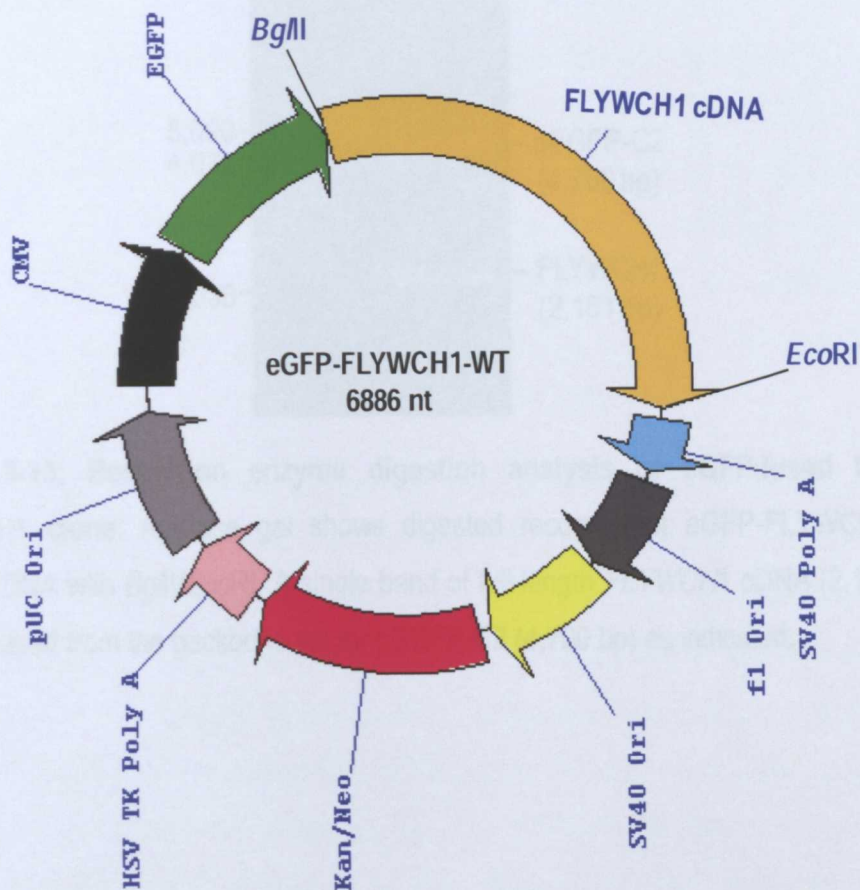 EGFP
BglII
FLYWCH1 cDNA
CMV
EcoRI
eGFP-FLYWCH1-WT
6886 nt
SV40 Poly A
f1 ori
pUC Ori
SV40 Ori
HSV TK Poly A
Kan/Neo